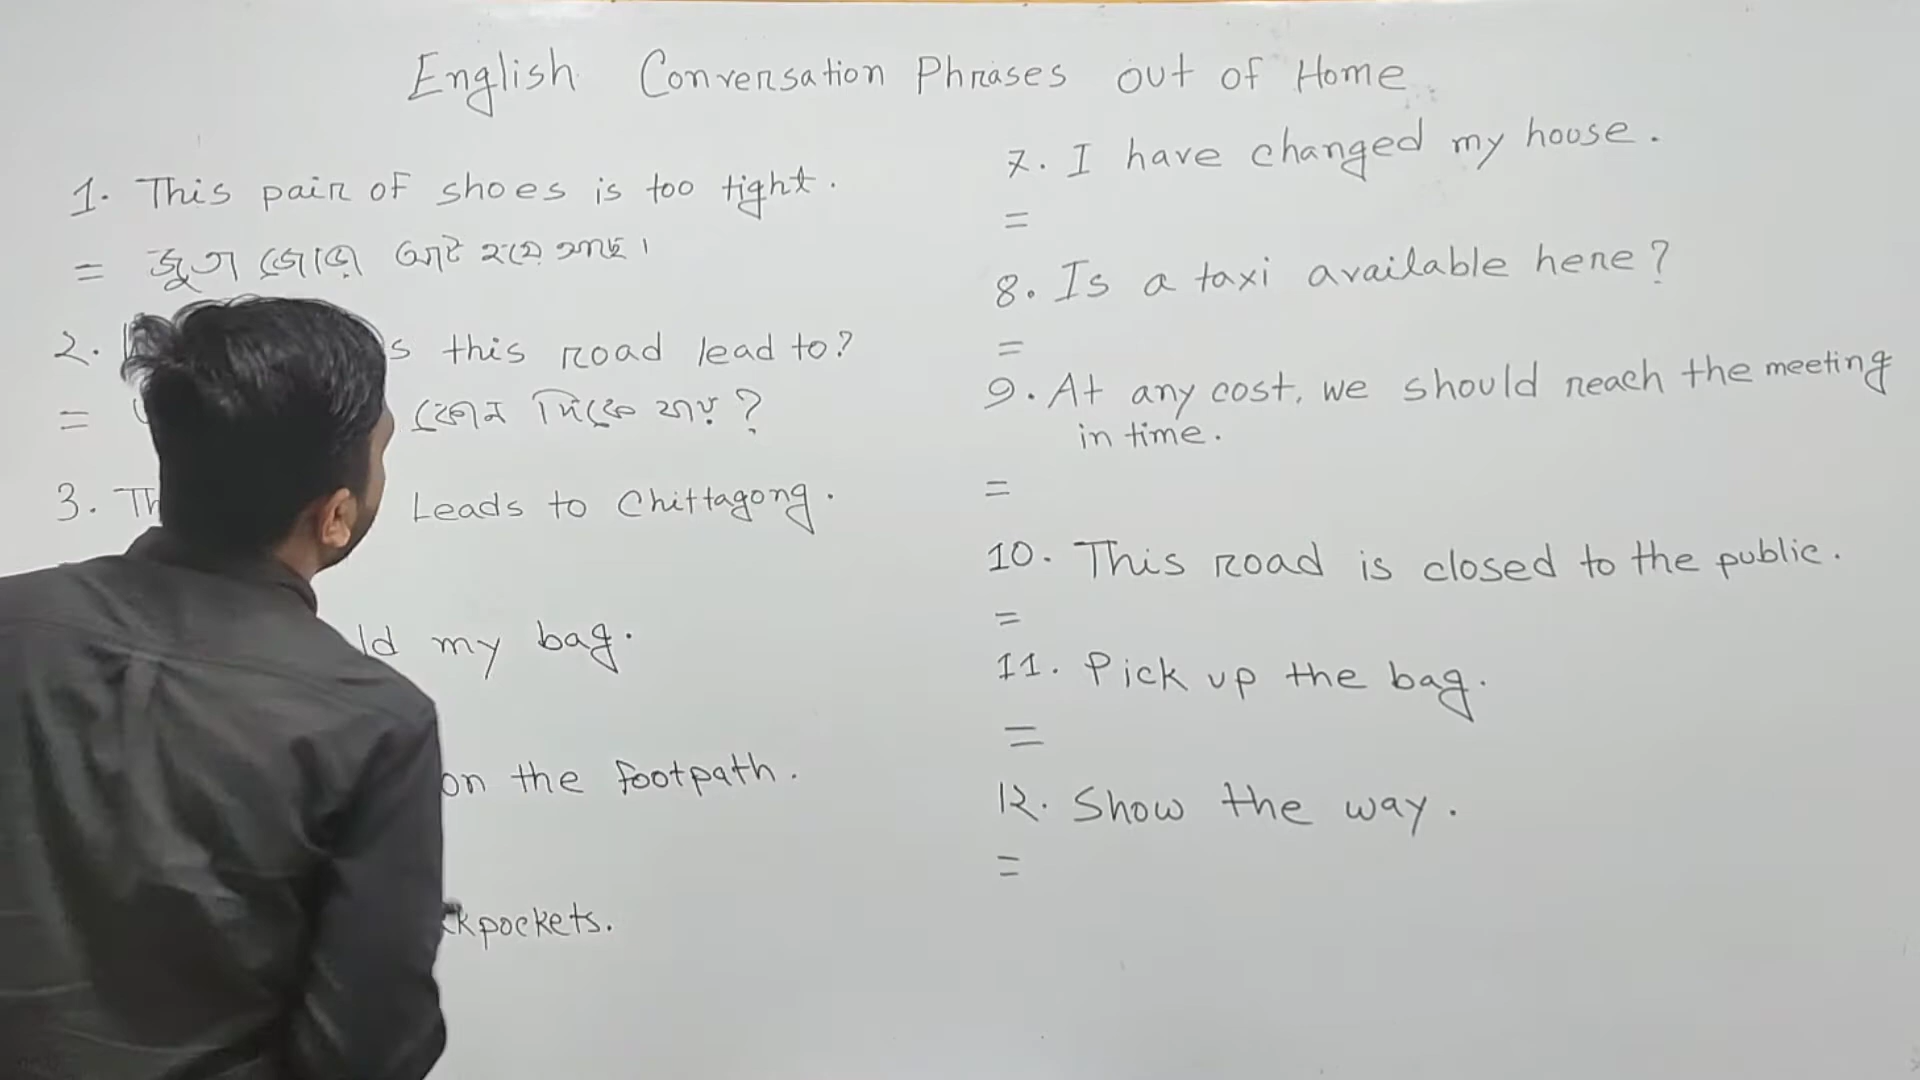 English Conversation Phrases out of Home
1. This pair of shoes is too tight.
= জুতা জোড়া আট হয়ে গেছে।
2. s this road lead to?
= কোন দিকে যায়?
3. Th Leads to Chittagong.
ld my bag.
on the footpath.
ckpockets.
7. I have changed my house.
=
8. Is a taxi available here?
=
9. At any cost, we should reach the meeting
in time.
=
10. This road is closed to the public.
=
11. Pick up the bag.
=
12. Show the way.
=